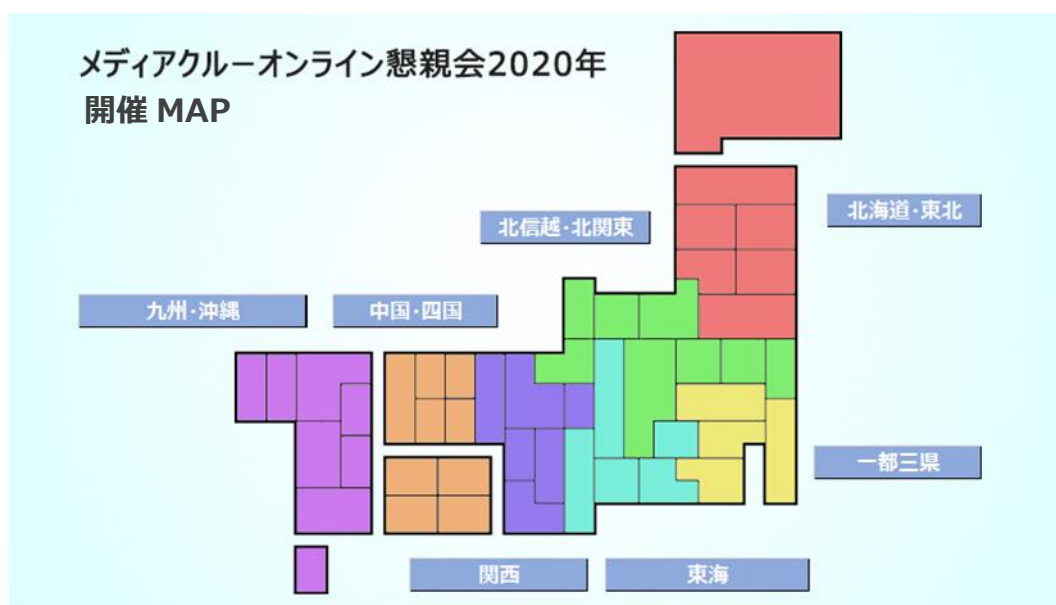 メディアクルーオンライン懇親会2020年
開催 MAP
北海道・東北
北信越・北関東
九州・沖縄
中国・四国
一都三県
関西
東海